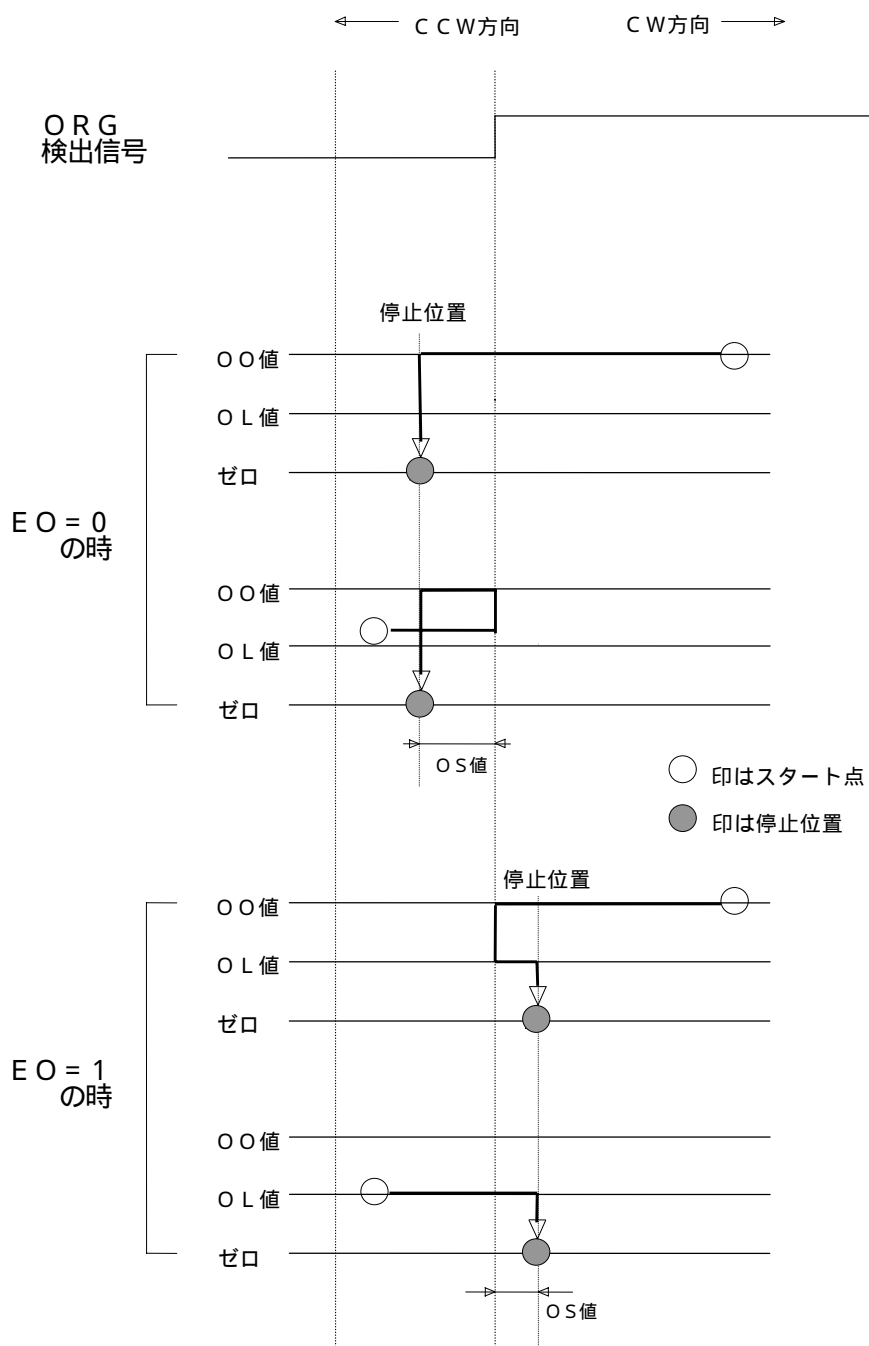 ＣＣＷ方向
ＣＷ方向
ＯＲＧ
検出信号
停止位置
ＯＯ値
ＯＬ値
ゼロ
ＥＯ＝０
の時
ＯＯ値
ＯＬ値
ゼロ
ＯＳ値
印はスタート点
印は停止位置
停止位置
ＯＯ値
ＯＬ値
ゼロ
ＥＯ＝１
の時
ＯＯ値
ＯＬ値
ゼロ
ＯＳ値